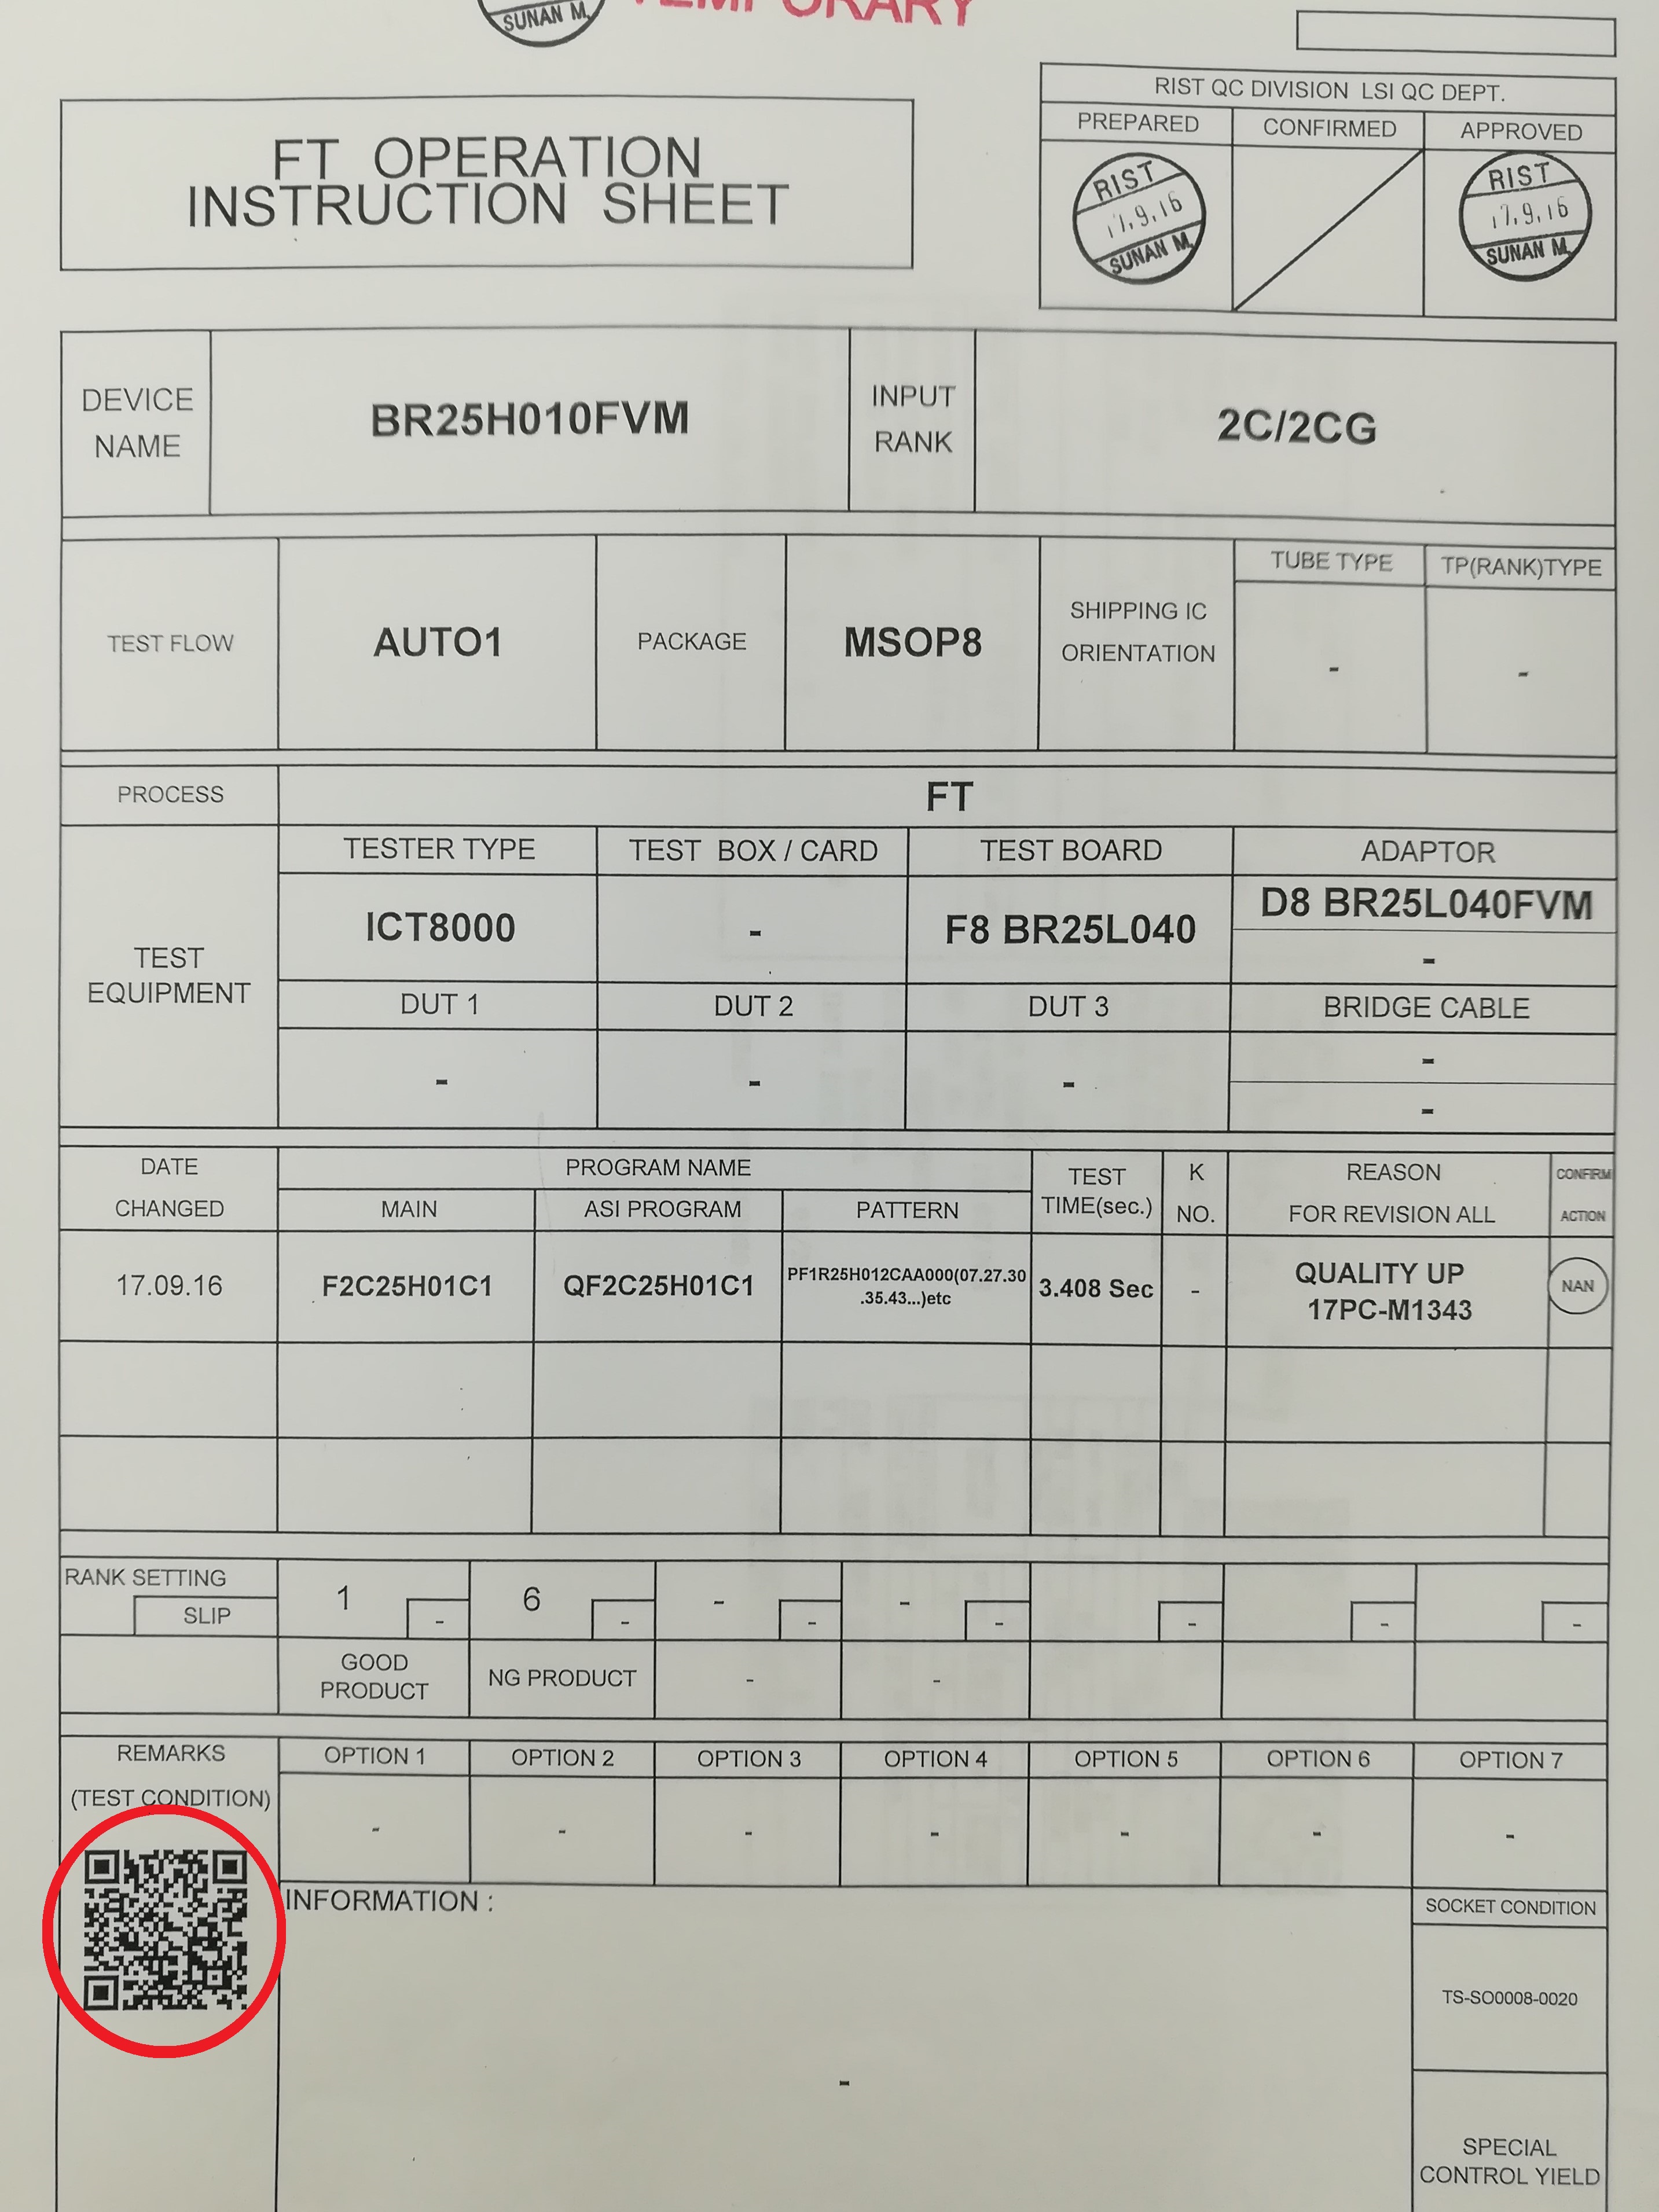 SUNAN M.
TEMPORARY
RIST QC DIVISION LSI QC DEPT.
PREPARED
CONFIRMED
APPROVED
FT OPERATION
INSTRUCTION SHEET
RIST
17.9.16
SUNAN M.
RIST
17.9.16
SUNAN M.
DEVICE
NAME
BR25H010FVM
INPUT
RANK
2C/2CG
TEST FLOW
AUTO1
PACKAGE
MSOP8
SHIPPING IC
ORIENTATION
TUBE TYPE
TP(RANK)TYPE
-
-
PROCESS
FT
TEST
EQUIPMENT
TESTER TYPE
TEST BOX / CARD
TEST BOARD
ADAPTOR
ICT8000
-
F8 BR25L040
D8 BR25L040FVM
-
DUT 1
DUT 2
DUT 3
BRIDGE CABLE
-
-
-
-
-
DATE
CHANGED
PROGRAM NAME
MAIN
ASI PROGRAM
PATTERN
TEST
TIME(sec.)
K
NO.
REASON
FOR REVISION ALL
CONFIRM
ACTION
17.09.16
F2C25H01C1
QF2C25H01C1
PF1R25H012CAA000(07.27.30
.35.43...)etc
3.408 Sec
-
QUALITY UP
17PC-M1343
NAN
RANK SETTING
SLIP
1
-
6
-
-
-
-
-
-
-
-
GOOD
PRODUCT
NG PRODUCT
-
-
REMARKS
(TEST CONDITION)
OPTION 1
OPTION 2
OPTION 3
OPTION 4
OPTION 5
OPTION 6
OPTION 7
-
-
-
-
-
-
-
INFORMATION :
-
SOCKET CONDITION
TS-SO0008-0020
SPECIAL
CONTROL YIELD